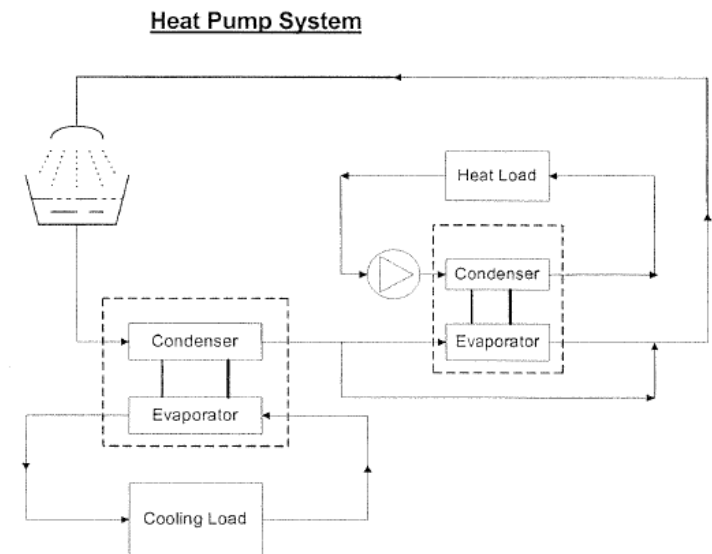 Heat Pump System
Heat Load
Condenser
Evaporator
Condenser
Evaporator
Cooling Load